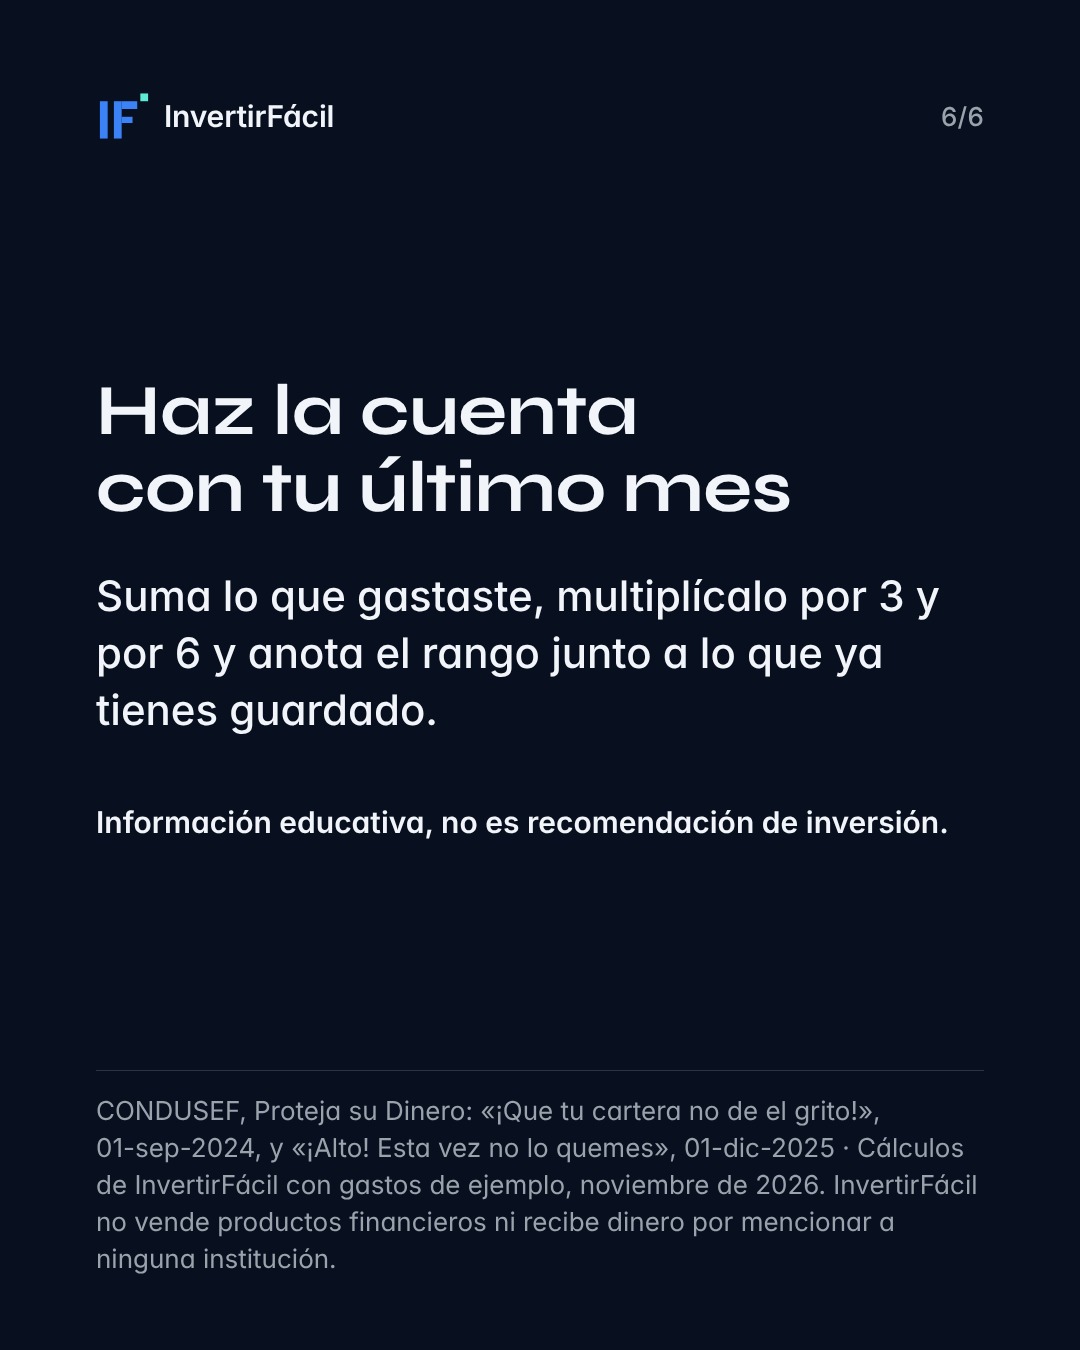 IF InvertirFácil
6/6
Haz la cuenta
con tu último mes
Suma lo que gastaste, multiplícalo por 3 y
por 6 y anota el rango junto a lo que ya
tienes guardado.
Información educativa, no es recomendación de inversión.
CONDUSEF, Proteja su Dinero: «¡Que tu cartera no de el grito!»,
01-sep-2024, y «¡Alto! Esta vez no lo quemes», 01-dic-2025 · Cálculos
de InvertirFácil con gastos de ejemplo, noviembre de 2026. InvertirFácil
no vende productos financieros ni recibe dinero por mencionar a
ninguna institución.